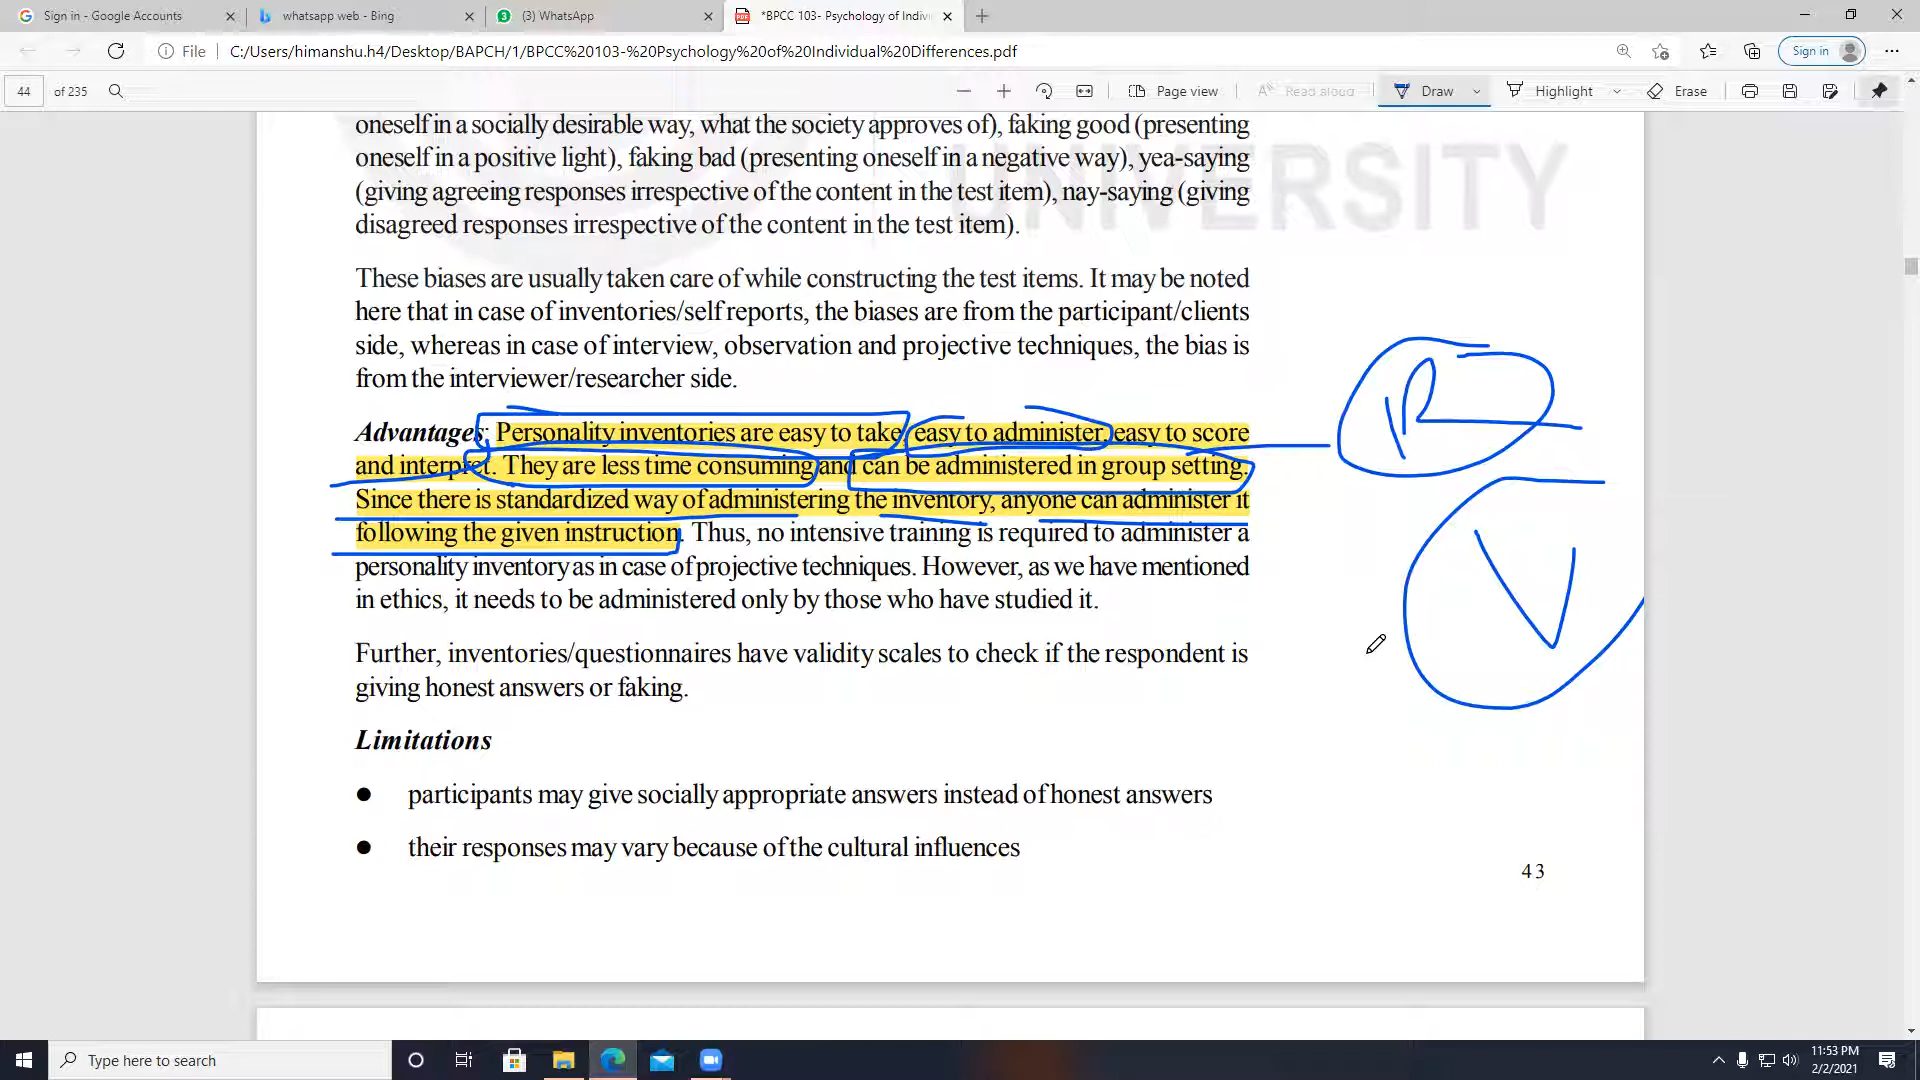 Sign in - Google Accounts
whatsapp web - Bing
(3) WhatsApp
*BPCC 103- Psychology of Indivi
File
C:/Users/himanshu.h4/Desktop/BAPCH/1/BPCC%20103-%20Psychology%20of%20Individual%20Differences.pdf
Sign in
44 of 235
Page view
Read aloud
Draw
Highlight
Erase
UNIVERSITY
oneself in a socially desirable way, what the society approves of), faking good (presenting
oneself in a positive light), faking bad (presenting oneself in a negative way), yea-saying
(giving agreeing responses irrespective of the content in the test item), nay-saying (giving
disagreed responses irrespective of the content in the test item).
These biases are usually taken care of while constructing the test items. It may be noted
here that in case of inventories/self reports, the biases are from the participant/clients
side, whereas in case of interview, observation and projective techniques, the bias is
from the interviewer/researcher side.
Advantages: Personality inventories are easy to take, easy to administer, easy to score
and interpret. They are less time consuming and can be administered in group setting.
Since there is standardized way of administering the inventory, anyone can administer it
following the given instruction. Thus, no intensive training is required to administer a
personality inventory as in case of projective techniques. However, as we have mentioned
in ethics, it needs to be administered only by those who have studied it.
R
V
Further, inventories/questionnaires have validity scales to check if the respondent is
giving honest answers or faking.
Limitations
● participants may give socially appropriate answers instead of honest answers
● their responses may vary because of the cultural influences
43
Type here to search
11:53 PM
2/2/2021